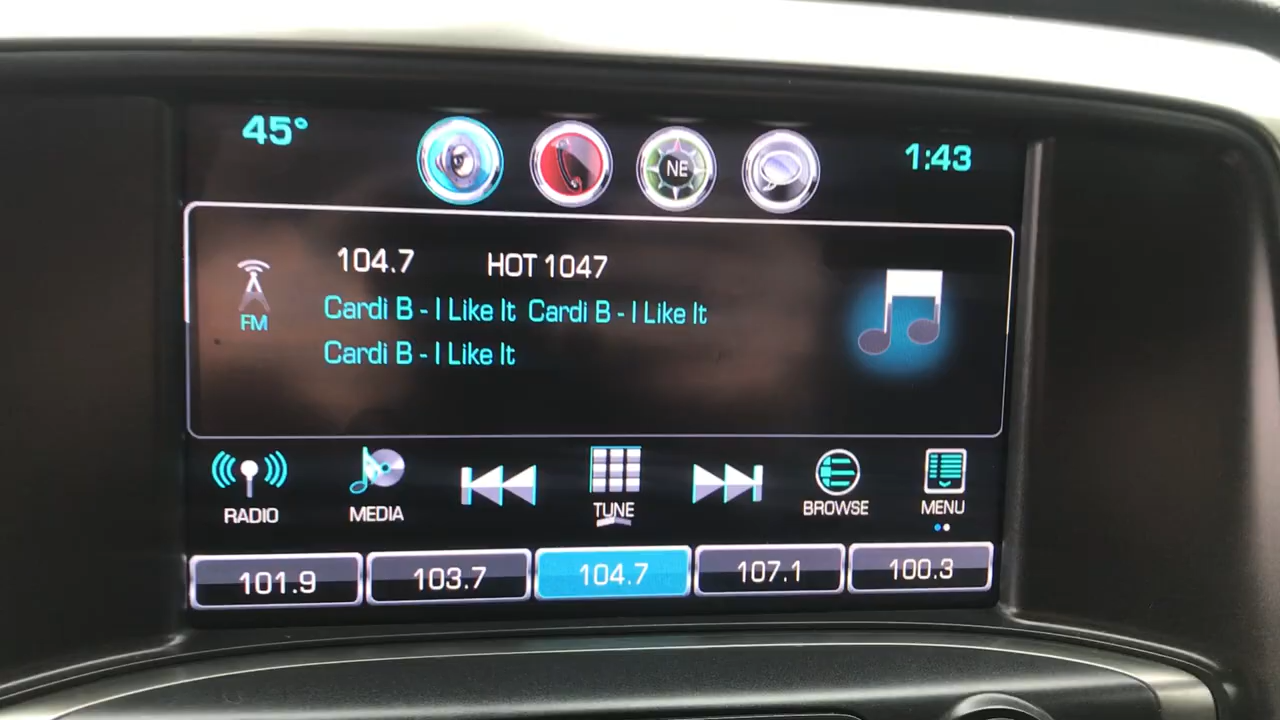 45° NE 1:43
104.7 HOT 1047
Cardi B - I Like It Cardi B - I Like It
Cardi B - I Like It
FM
RADIO MEDIA TUNE BROWSE MENU
101.9 103.7 104.7 107.1 100.3